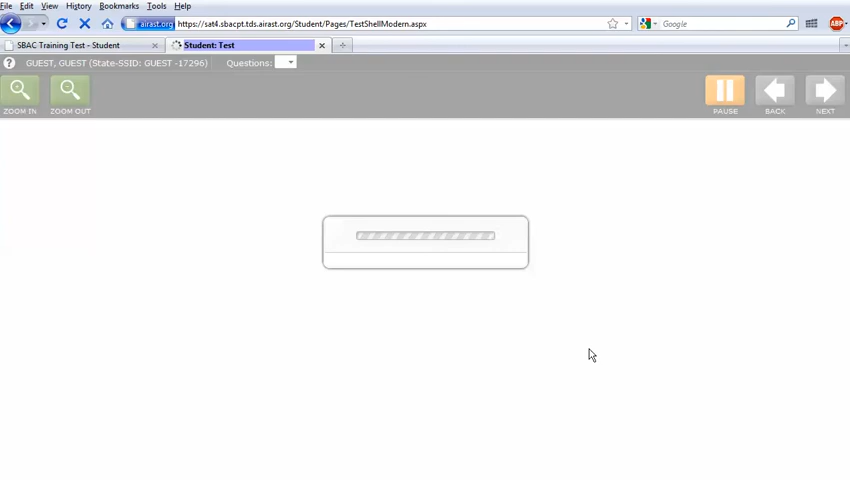 File Edit View History Bookmarks Tools Help
airast.org https://sat4.sbacpt.tds.airast.org/Student/Pages/TestShellModern.aspx Google ABP
SBAC Training Test - Student Student: Test
GUEST, GUEST (State-SSID: GUEST -17296) Questions:
ZOOM IN ZOOM OUT PAUSE BACK NEXT